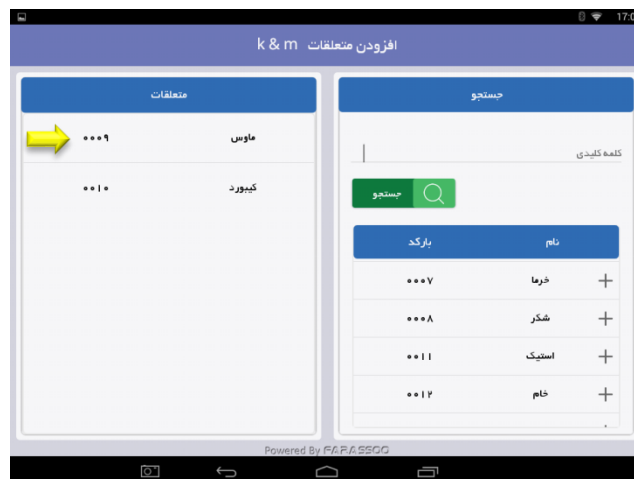 17:0
افزودن متعلقات k & m
جستجو
کلمه کلیدی
جستجو
نام بارکد
خرما ۰۰۰۷
شکر ۰۰۰۸
استیک ۰۰۱۱
خام ۰۰۱۲
متعلقات
ماوس ۰۰۰۹
کیبورد ۰۰۱۰
Powered By FARASSOO